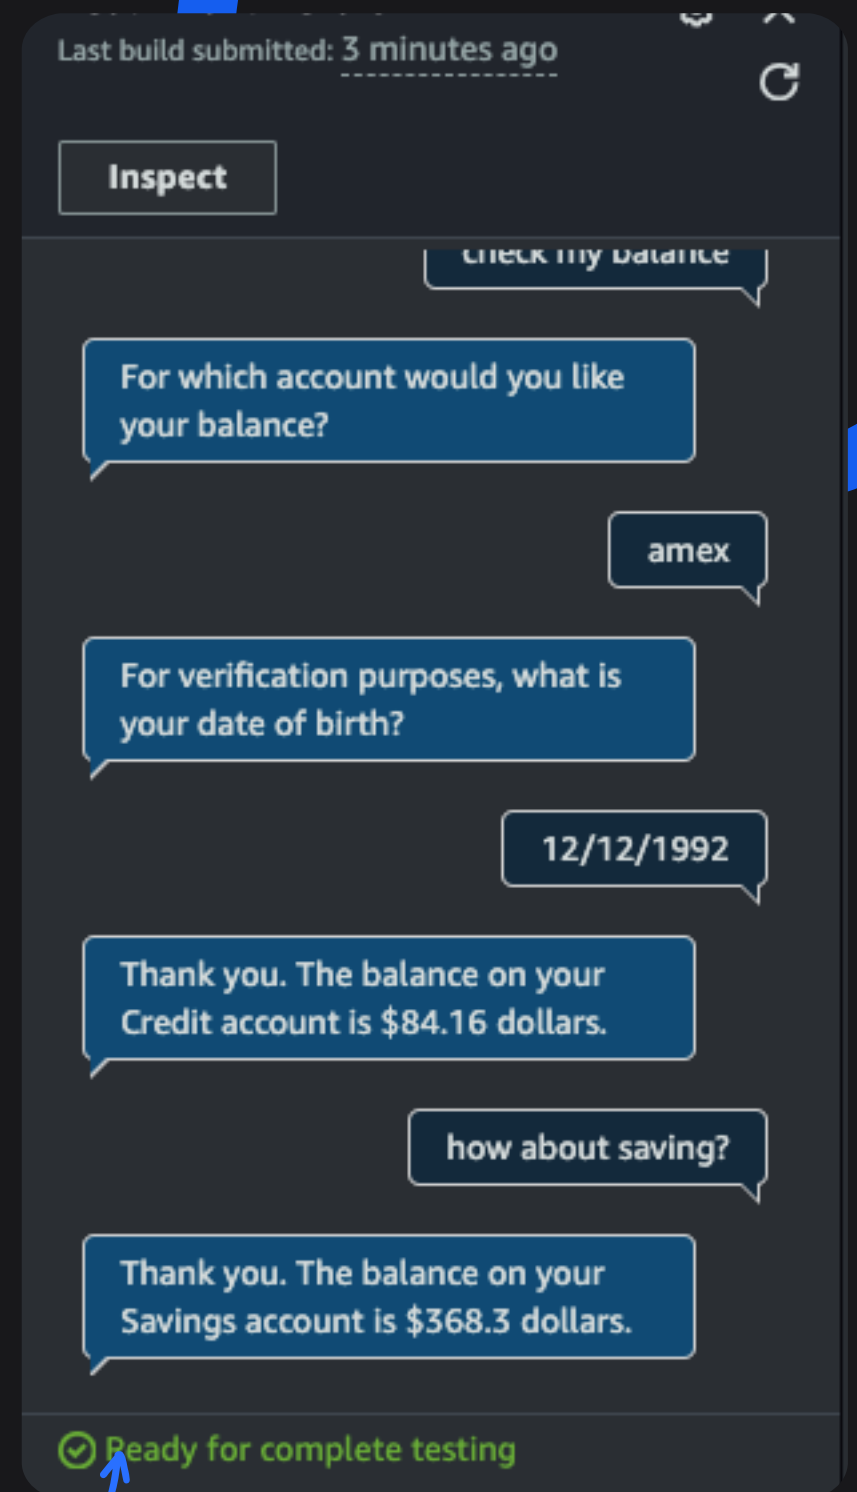 Last build submitted: 3 minutes ago
Inspect
check my balance
For which account would you like
your balance?
amex
For verification purposes, what is
your date of birth?
12/12/1992
Thank you. The balance on your
Credit account is $84.16 dollars.
how about saving?
Thank you. The balance on your
Savings account is $368.3 dollars.
Ready for complete testing